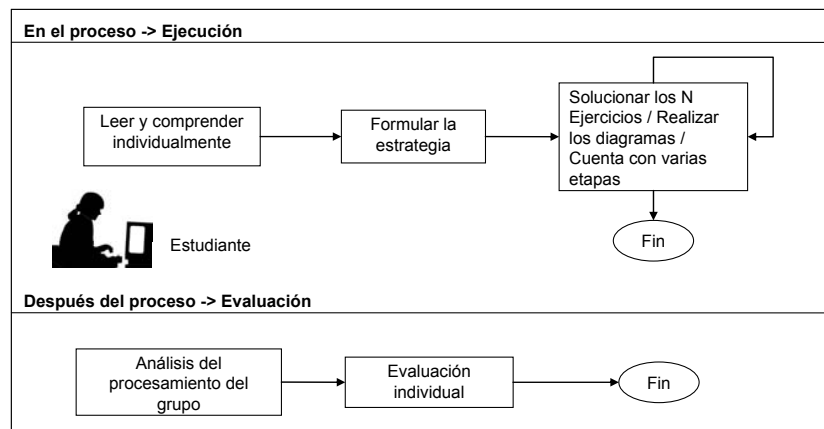 En el proceso -> Ejecución
Leer y comprender
individualmente
Formular la
estrategia
Solucionar los N
Ejercicios / Realizar
los diagramas /
Cuenta con varias
etapas
Estudiante
Fin
Después del proceso -> Evaluación
Análisis del
procesamiento del
grupo
Evaluación
individual
Fin